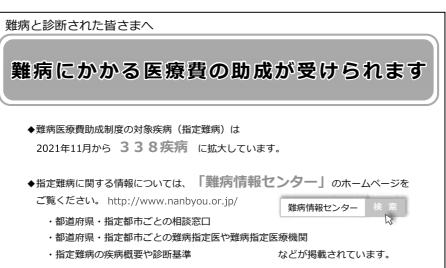 難病と診断された皆さまへ
難病にかかる医療費の助成が受けられます
◆難病医療費助成制度の対象疾病（指定難病）は
2021年11月から ３３８疾病 に拡大しています。
◆指定難病に関する情報については、「難病情報センター」のホームページを
ご覧ください。 http://www.nanbyou.or.jp/
難病情報センター 検 索
・都道府県・指定都市ごとの相談窓口
・都道府県・指定都市ごとの難病指定医や難病指定医療機関
・指定難病の疾病概要や診断基準 などが掲載されています。